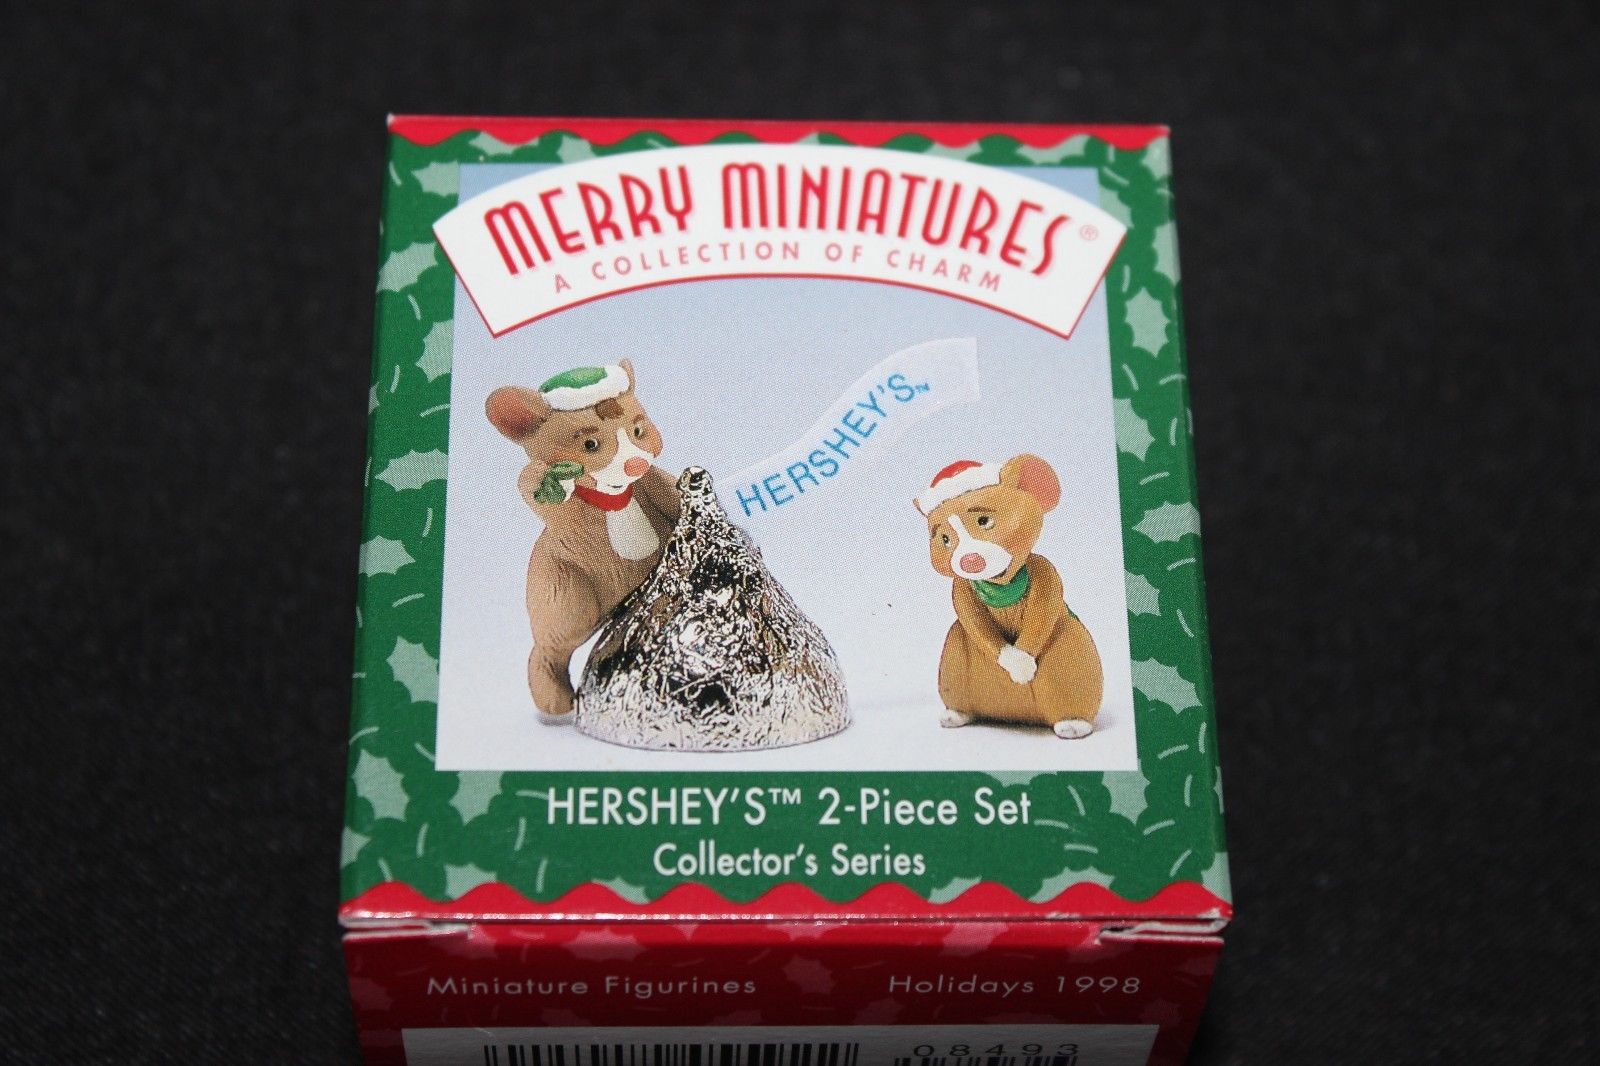 MERRY MINIATURES®
A COLLECTION OF CHARM
HERSHEY'S™
HERSHEY'S™ 2-Piece Set
Collector's Series
Miniature Figurines Holidays 1998
08493